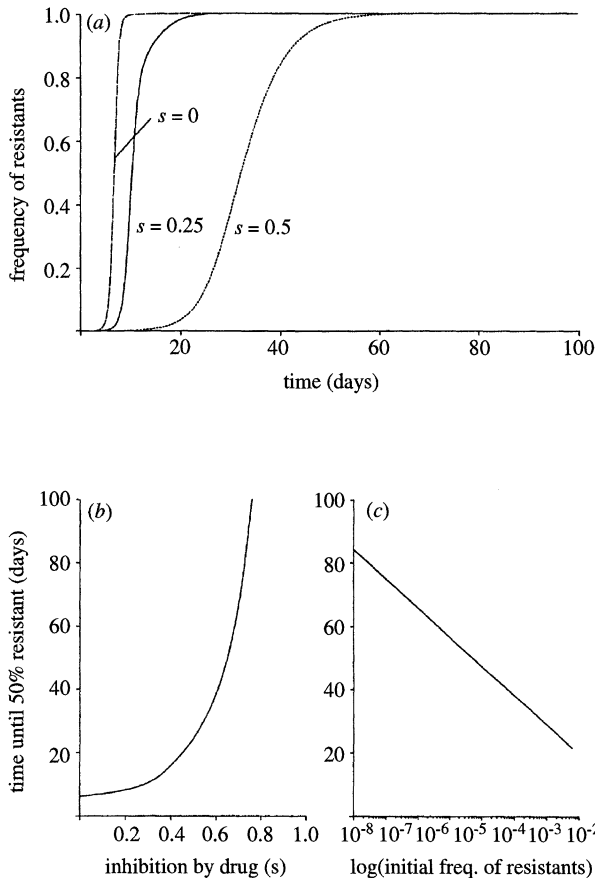 (a)
1.0
0.8
0.6
0.4
0.2
frequency of resistants
s = 0
s = 0.25
s = 0.5
20
40
60
80
100
time (days)
(b)
100
80
60
40
20
time until 50% resistant (days)
0.2
0.4
0.6
0.8
1.0
inhibition by drug (s)
(c)
100
80
60
40
20
10⁻⁸
10⁻⁷
10⁻⁶
10⁻⁵
10⁻⁴
10⁻³
10⁻²
log(initial freq. of resistants)